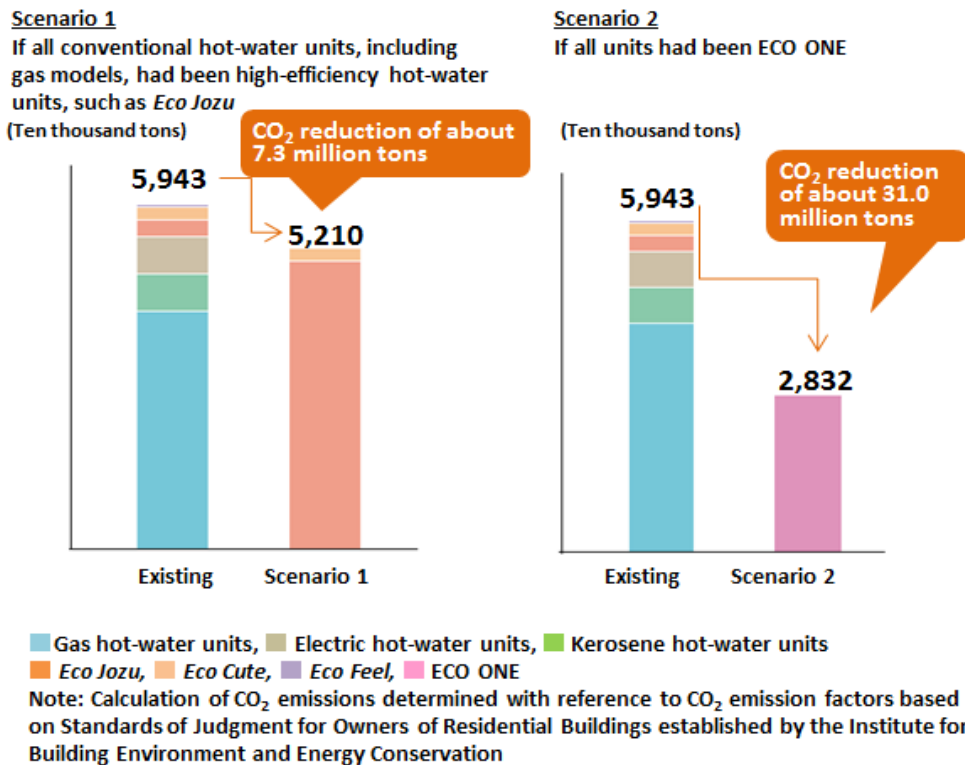 Scenario 1
If all conventional hot-water units, including
gas models, had been high-efficiency hot-water
units, such as Eco Jozu
(Ten thousand tons)
CO₂ reduction of about
7.3 million tons
5,943
5,210
Existing
Scenario 1
Scenario 2
If all units had been ECO ONE
(Ten thousand tons)
CO₂ reduction
of about 31.0
million tons
5,943
2,832
Existing
Scenario 2
Gas hot-water units, Electric hot-water units, Kerosene hot-water units
Eco Jozu, Eco Cute, Eco Feel, ECO ONE
Note: Calculation of CO₂ emissions determined with reference to CO₂ emission factors based
on Standards of Judgment for Owners of Residential Buildings established by the Institute for
Building Environment and Energy Conservation